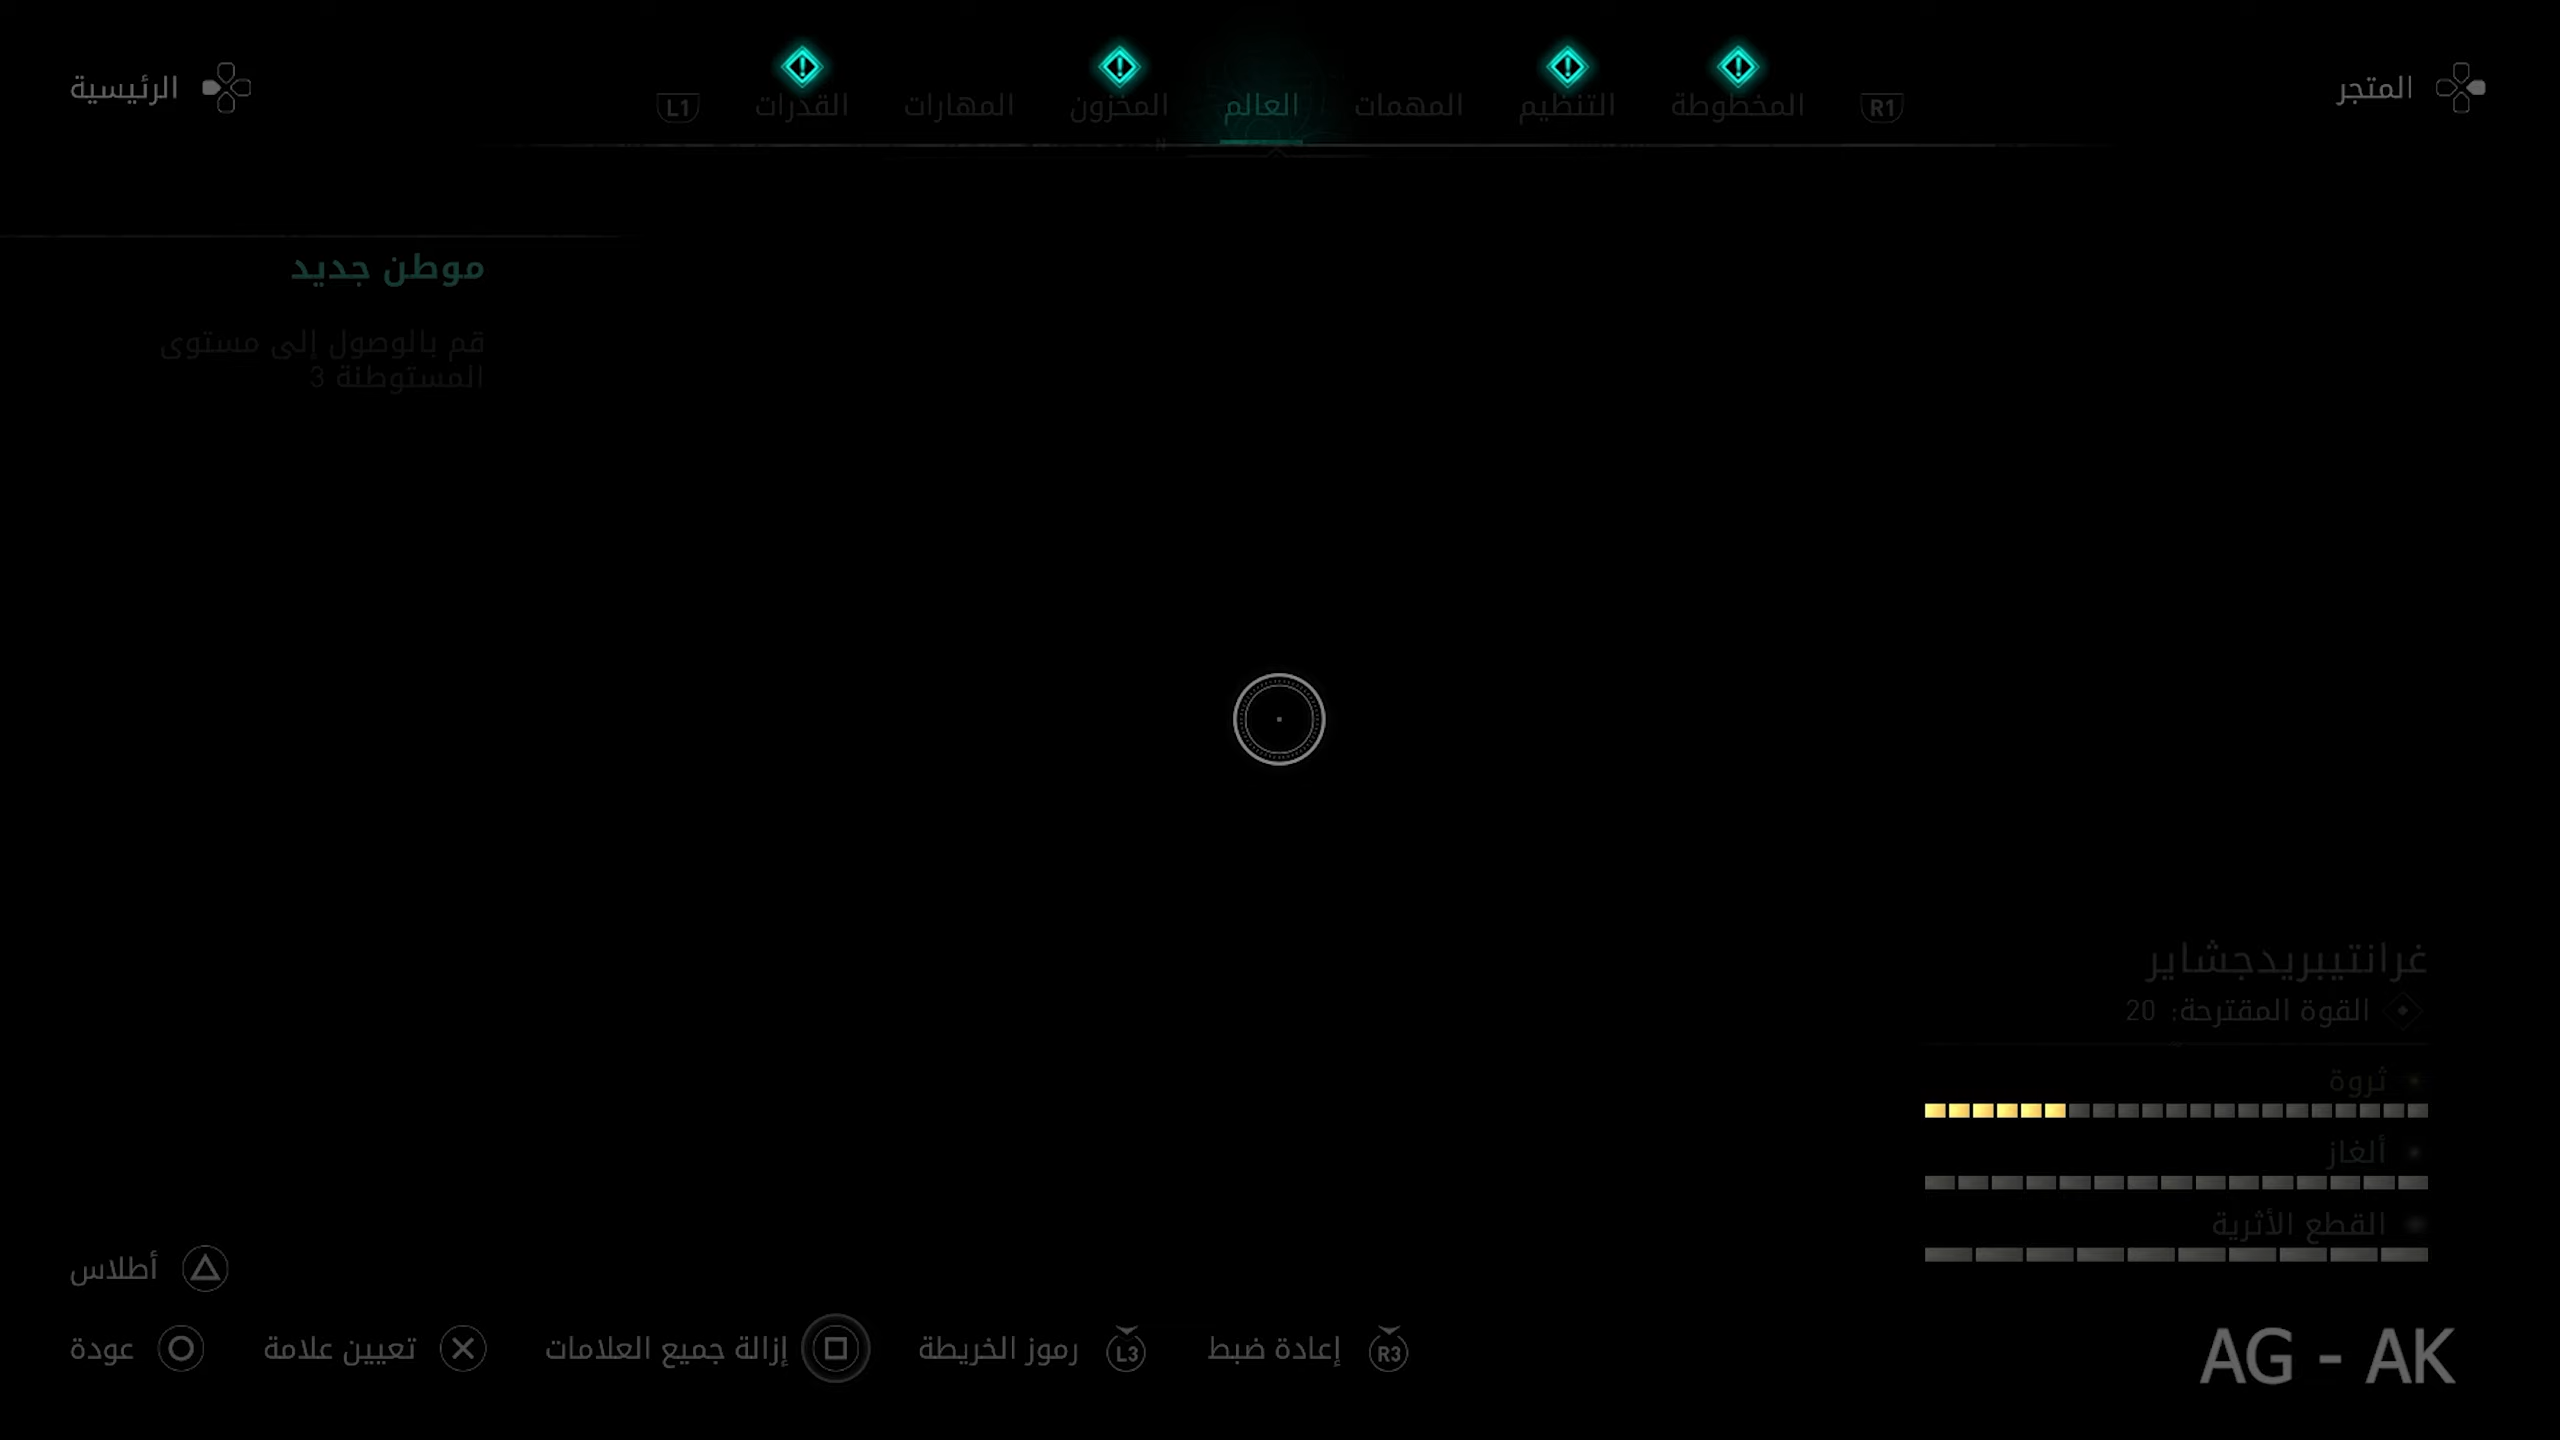 الرئيسية
المتجر
L1
القدرات
المهارات
المخزون
العالم
المهمات
التنظيم
المخطوطة
R1
موطن جديد
قم بالوصول إلى مستوى
المستوطنة 3
غرانتيبريدجشاير
القوة المقترحة: 20
ثروة
ألغاز
القطع الأثرية
أطلاس
عودة
تعيين علامة
إزالة جميع العلامات
رموز الخريطة
L3
إعادة ضبط
R3
AG - AK